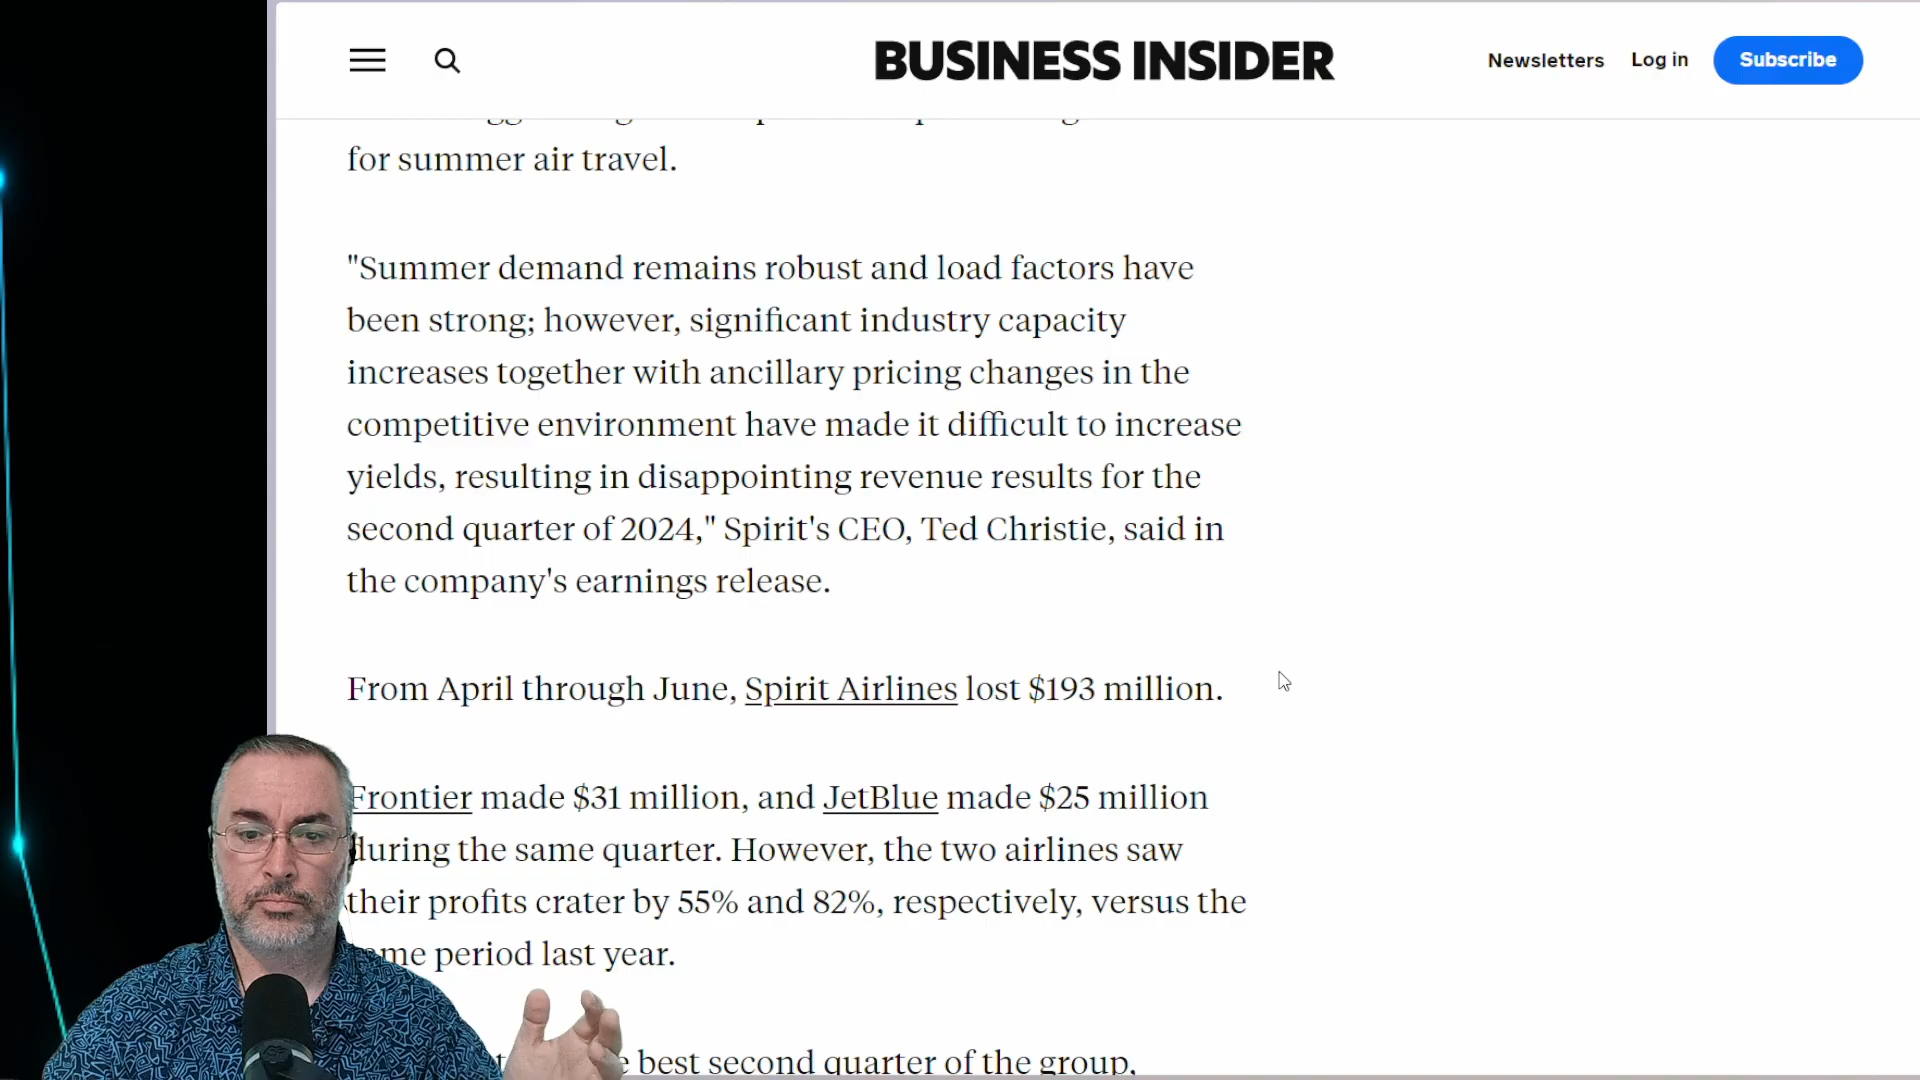 BUSINESS INSIDER
Newsletters
Log in
Subscribe
for summer air travel.
"Summer demand remains robust and load factors have
been strong; however, significant industry capacity
increases together with ancillary pricing changes in the
competitive environment have made it difficult to increase
yields, resulting in disappointing revenue results for the
second quarter of 2024," Spirit's CEO, Ted Christie, said in
the company's earnings release.
From April through June, Spirit Airlines lost $193 million.
Frontier made $31 million, and JetBlue made $25 million
during the same quarter. However, the two airlines saw
their profits crater by 55% and 82%, respectively, versus the
period last year.
best second quarter of the group,